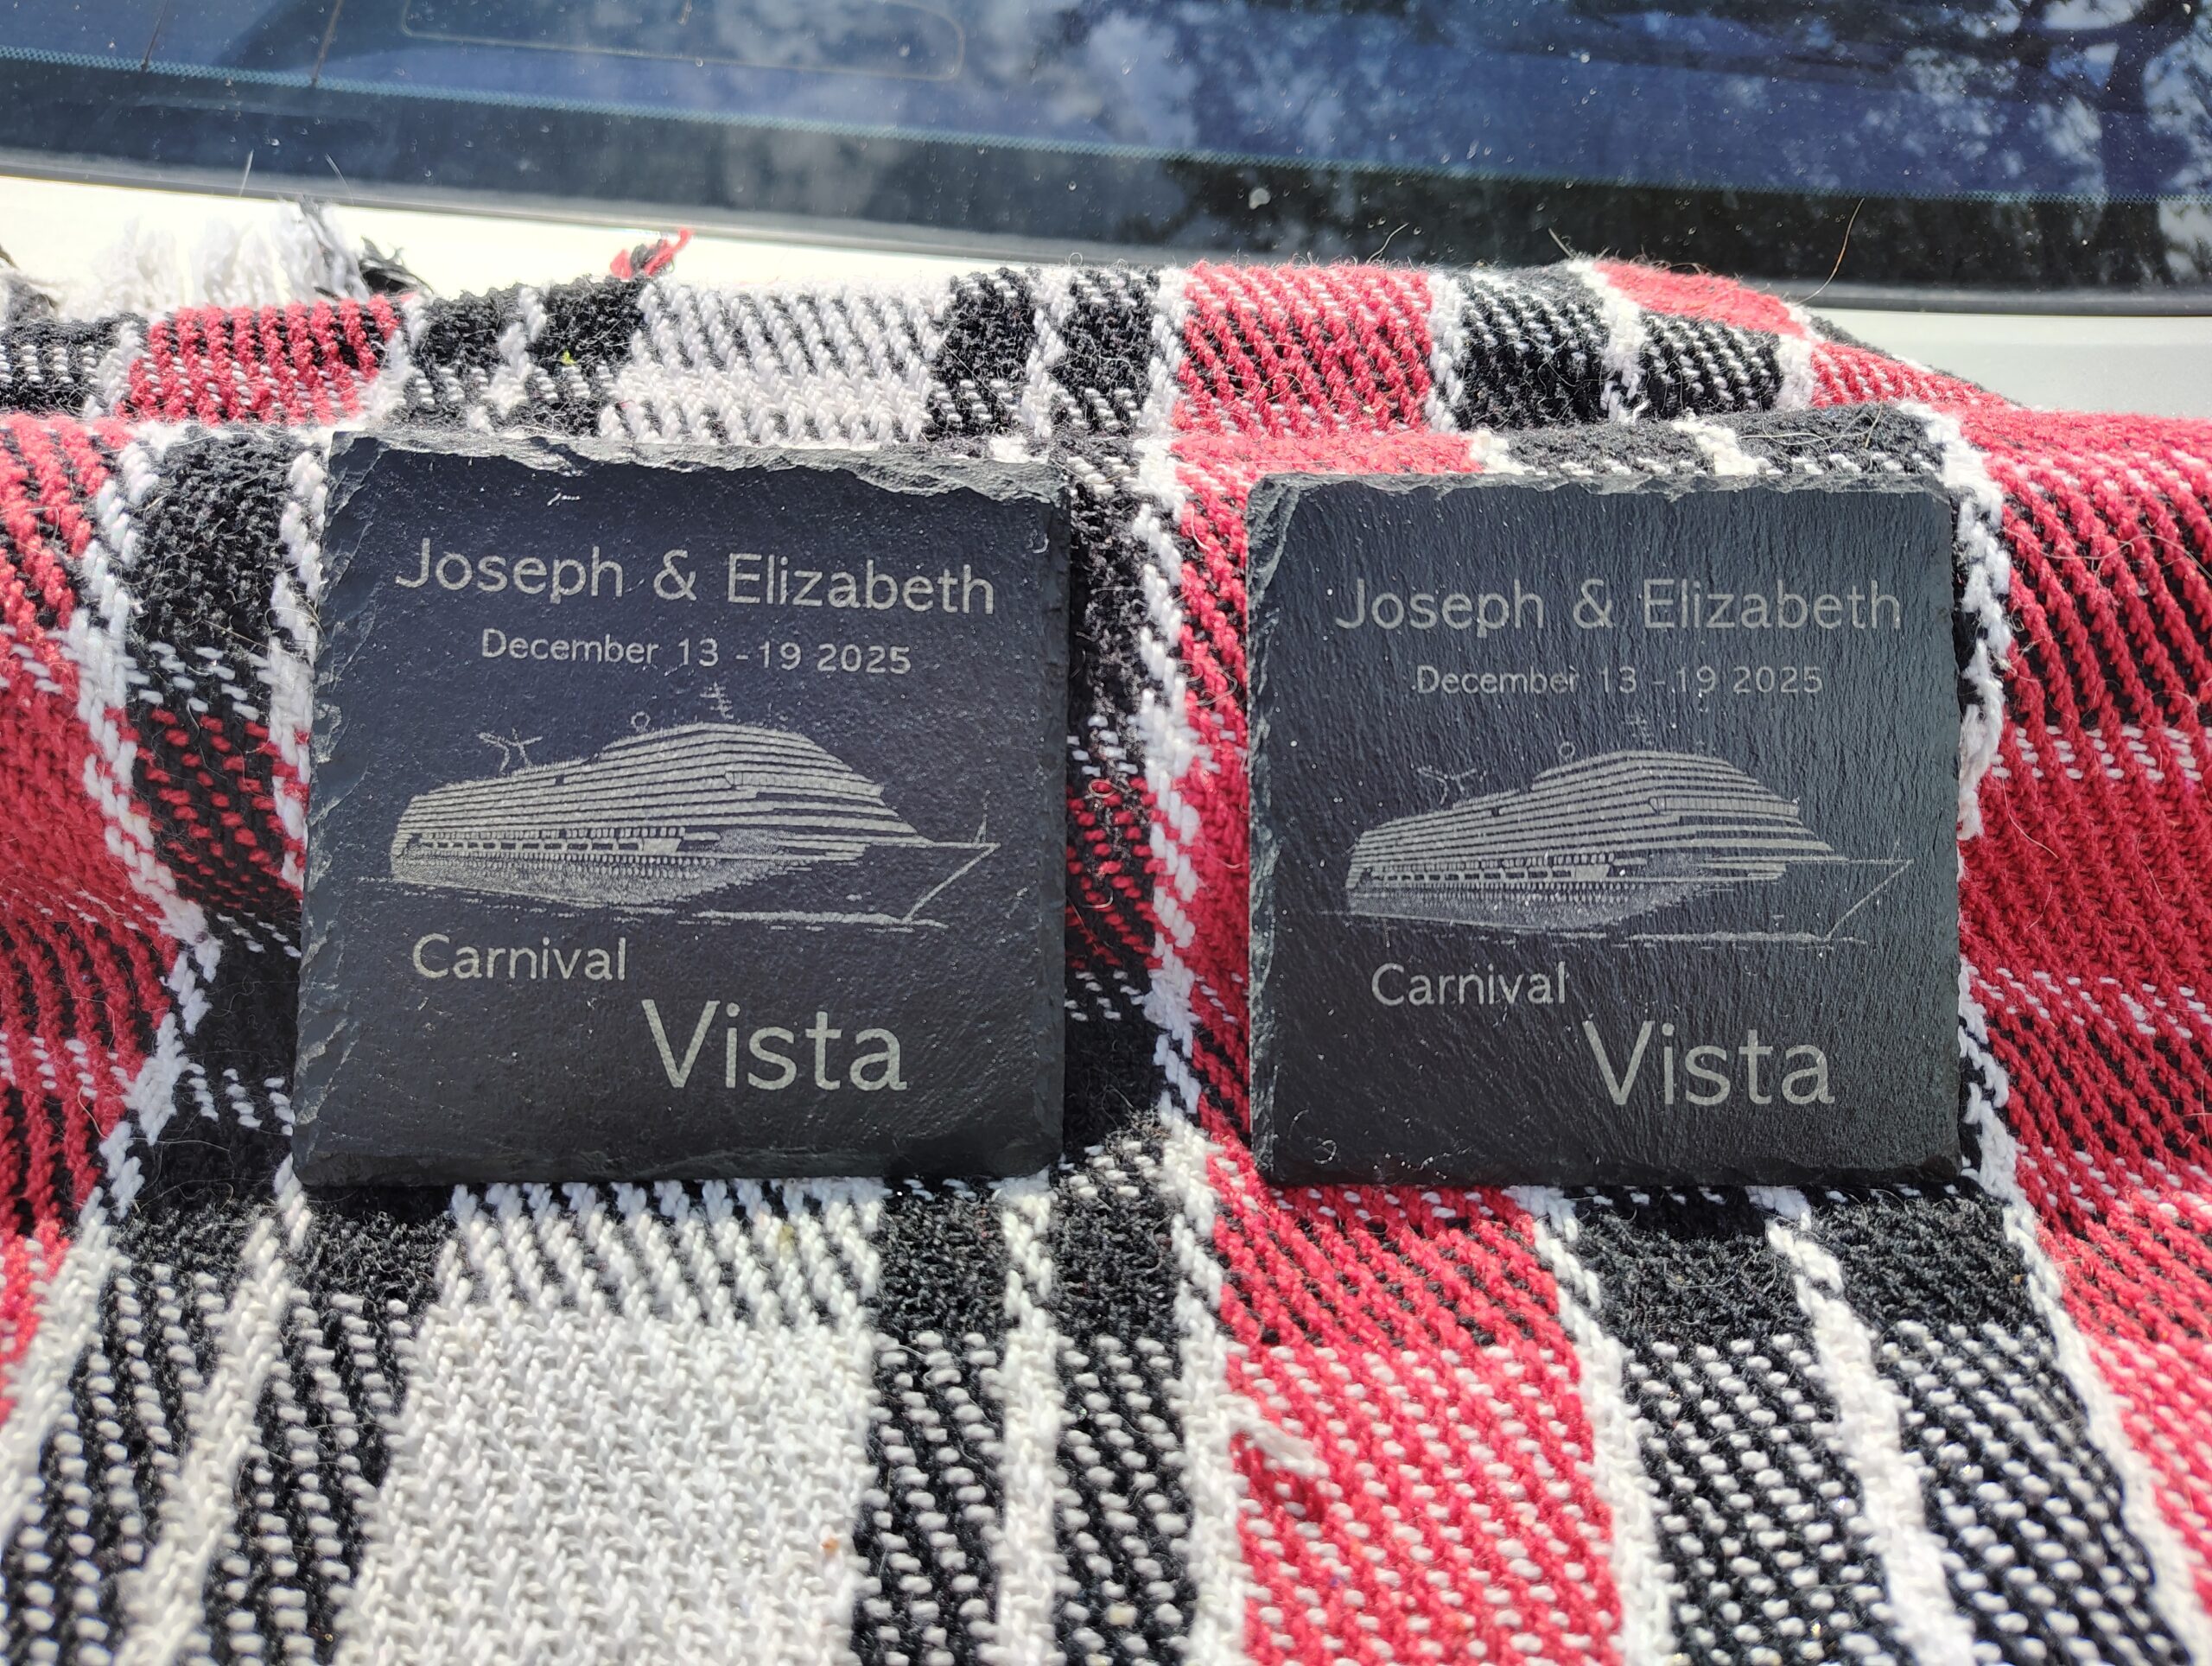 Joseph & Elizabeth
December 13 - 19 2025
Carnival
Vista
Joseph & Elizabeth
December 13 - 19 2025
Carnival
Vista